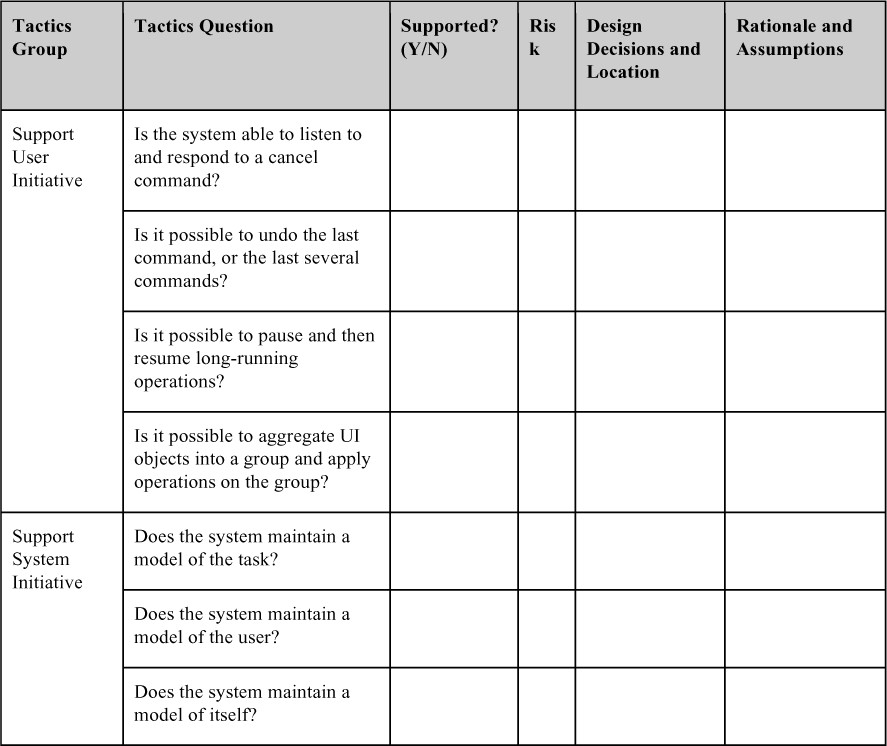 Tactics
Group
Tactics Question
Supported?
(Y/N)
Ris
k
Design
Decisions and
Location
Rationale and
Assumptions
Support
User
Initiative
Is the system able to listen to
and respond to a cancel
command?
Is it possible to undo the last
command, or the last several
commands?
Is it possible to pause and then
resume long-running
operations?
Is it possible to aggregate UI
objects into a group and apply
operations on the group?
Support
System
Initiative
Does the system maintain a
model of the task?
Does the system maintain a
model of the user?
Does the system maintain a
model of itself?